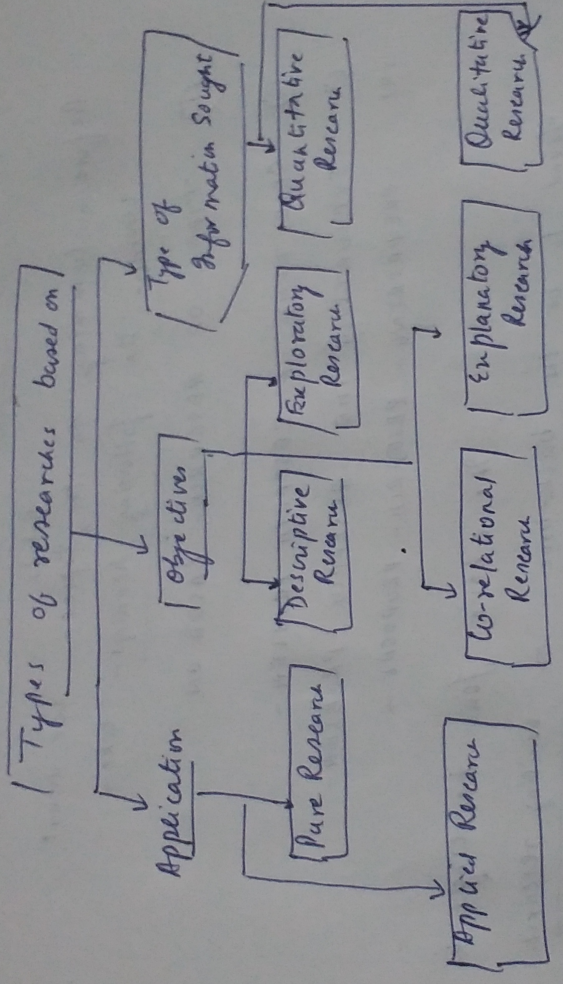 Types of researches based on
Application
Objectives
Type of
Information Sought
Pure Research
Descriptive
Research
Exploratory
Research
Quantitative
Research
Applied Research
Co-relational
Research
Explanatory
Research
Qualitative
Research